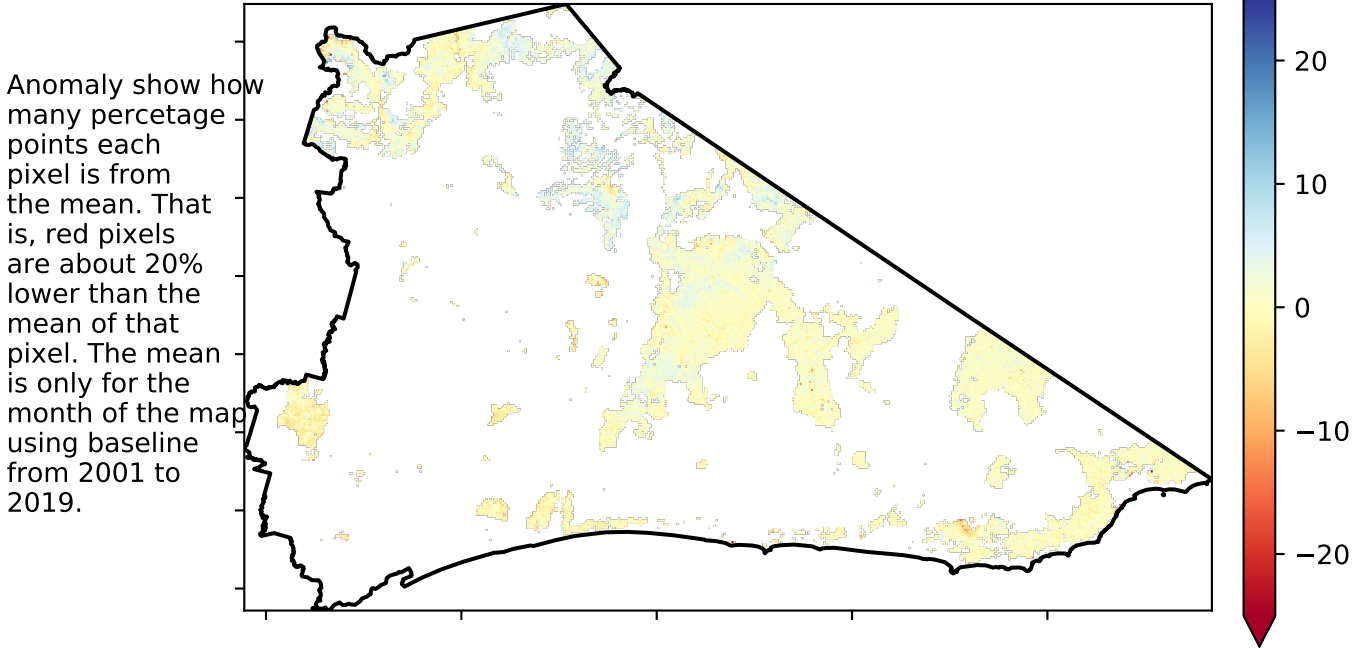 Anomaly show how
many percetage
points each
pixel is from
the mean. That
is, red pixels
are about 20%
lower than the
mean of that
pixel. The mean
is only for the
month of the map
using baseline
from 2001 to
2019.
20
10
0
−10
−20